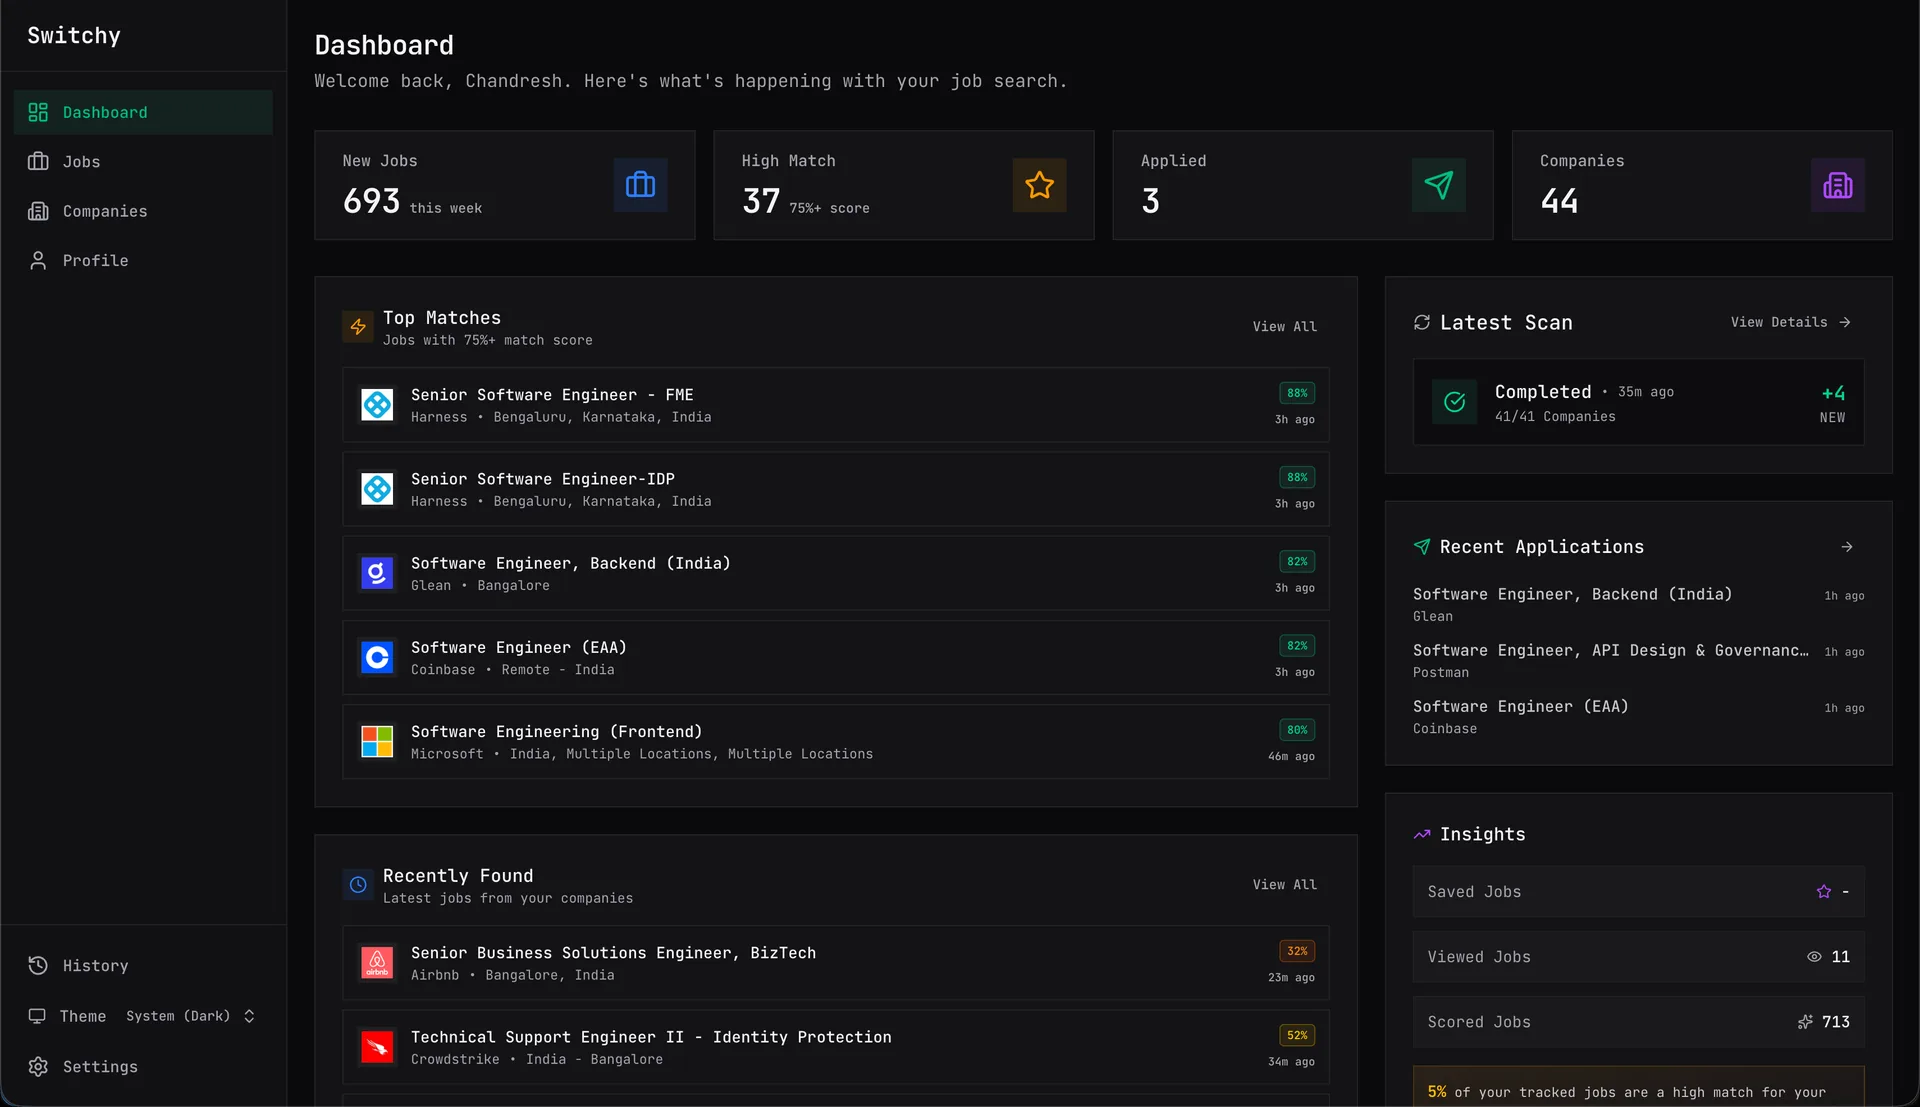 Switchy
Dashboard
Jobs
Companies
Profile
History
Theme System (Dark)
Settings
Dashboard
Welcome back, Chandresh. Here's what's happening with your job search.
New Jobs
693 this week
High Match
37 75%+ score
Applied
3
Companies
44
Top Matches
Jobs with 75%+ match score
View All
Senior Software Engineer - FME
Harness • Bengaluru, Karnataka, India
88%
3h ago
Senior Software Engineer-IDP
Harness • Bengaluru, Karnataka, India
88%
3h ago
Software Engineer, Backend (India)
Glean • Bangalore
82%
3h ago
Software Engineer (EAA)
Coinbase • Remote - India
82%
3h ago
Software Engineering (Frontend)
Microsoft • India, Multiple Locations, Multiple Locations
80%
46m ago
Recently Found
Latest jobs from your companies
View All
airbnb
Senior Business Solutions Engineer, BizTech
Airbnb • Bangalore, India
32%
23m ago
Technical Support Engineer II - Identity Protection
Crowdstrike • India - Bangalore
52%
34m ago
Latest Scan
View Details →
Completed • 35m ago
41/41 Companies
+4
NEW
Recent Applications
→
Software Engineer, Backend (India) 1h ago
Glean
Software Engineer, API Design & Governanc… 1h ago
Postman
Software Engineer (EAA) 1h ago
Coinbase
Insights
Saved Jobs -
Viewed Jobs 11
Scored Jobs 713
5% of your tracked jobs are a high match for your